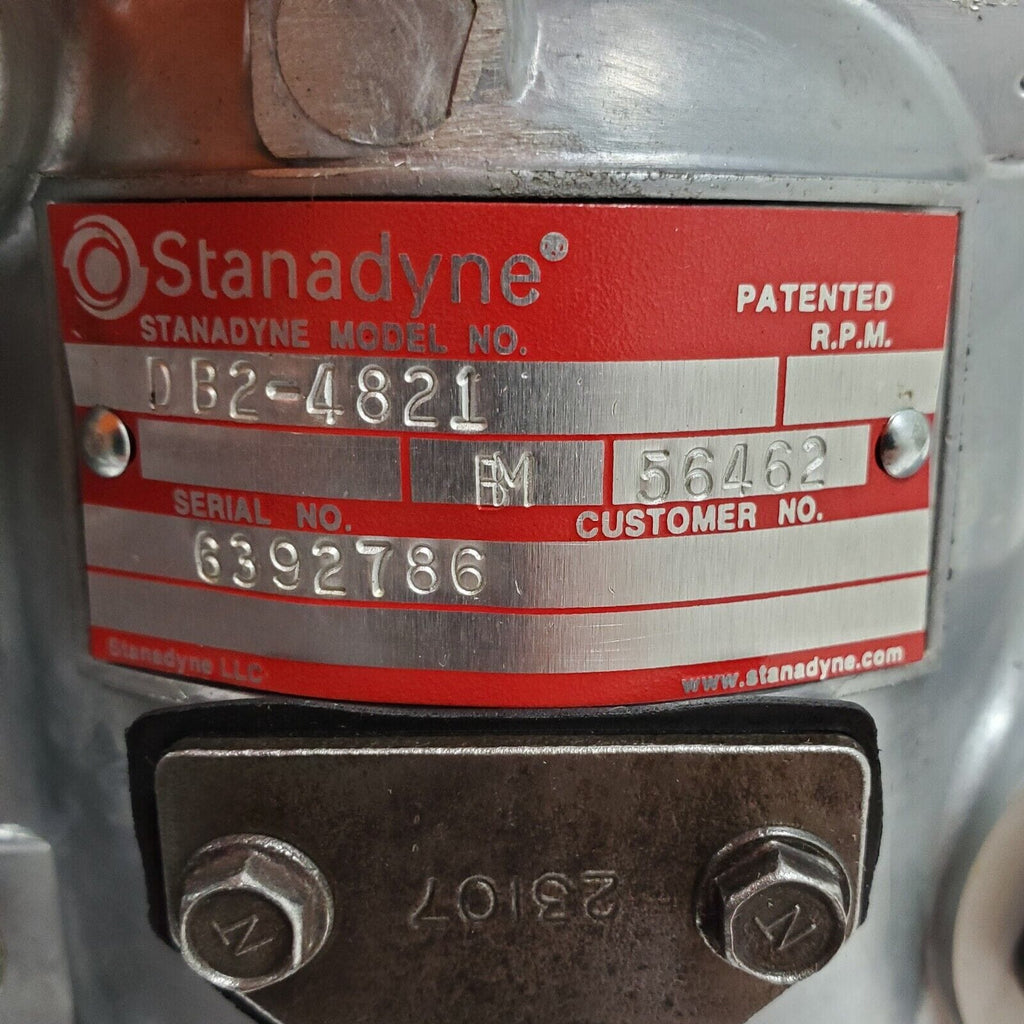 Stanadyne®
PATENTED
STANADYNE MODEL NO.
R.P.M.
DB2-4821
BM
56462
SERIAL NO.
CUSTOMER NO.
6392786
Stanadyne LLC
www.stanadyne.com
23107
N
N